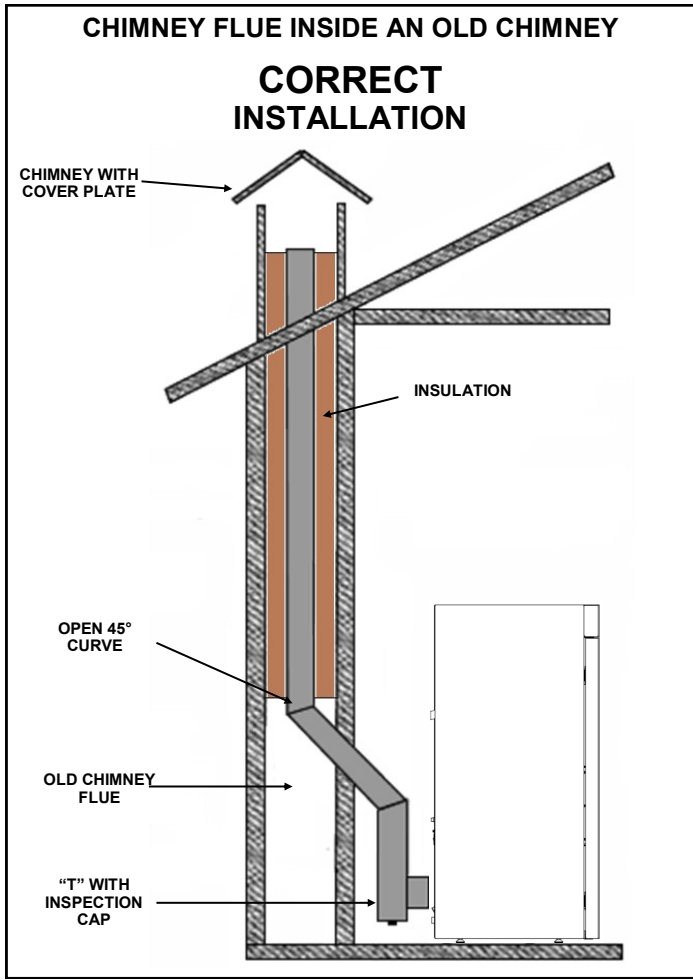 CHIMNEY FLUE INSIDE AN OLD CHIMNEY
CORRECT
INSTALLATION
CHIMNEY WITH
COVER PLATE
INSULATION
OPEN 45°
CURVE
OLD CHIMNEY
FLUE
“T” WITH
INSPECTION
CAP